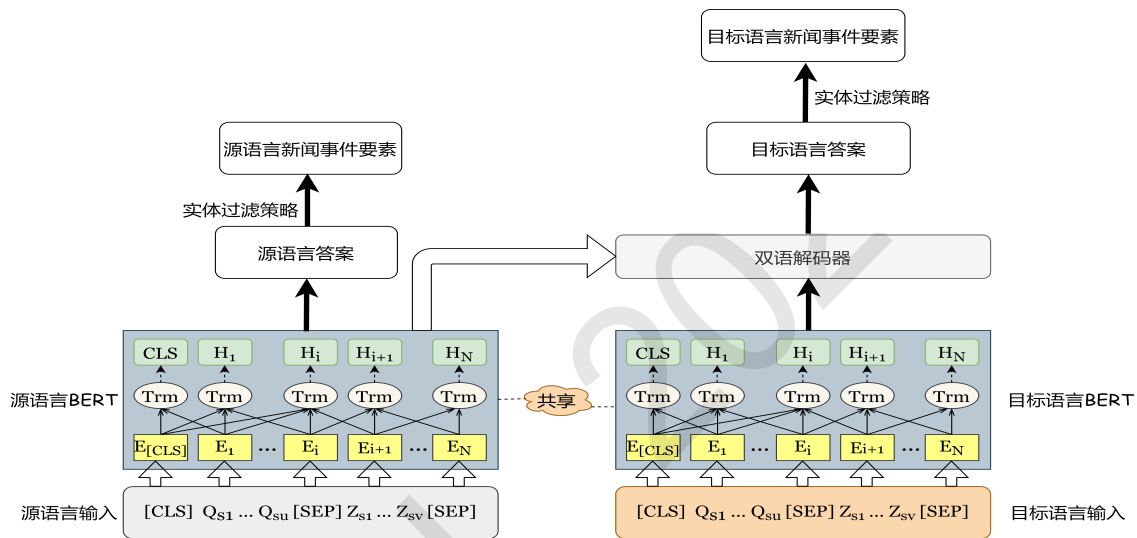 目标语言新闻事件要素
实体过滤策略
源语言新闻事件要素
目标语言答案
实体过滤策略
源语言答案
双语解码器
CLS H1 Hi Hi+1 HN
CLS H1 Hi Hi+1 HN
源语言BERT
Trm Trm Trm Trm Trm
共享
Trm Trm Trm Trm Trm
目标语言BERT
E[CLS] E1 ... Ei Ei+1 ... EN
E[CLS] E1 ... Ei Ei+1 ... EN
源语言输入
[CLS] Qs1 ... Qsu [SEP] Zs1 ... Zsv [SEP]
[CLS] Qs1 ... Qsu [SEP] Zs1 ... Zsv [SEP]
目标语言输入
202